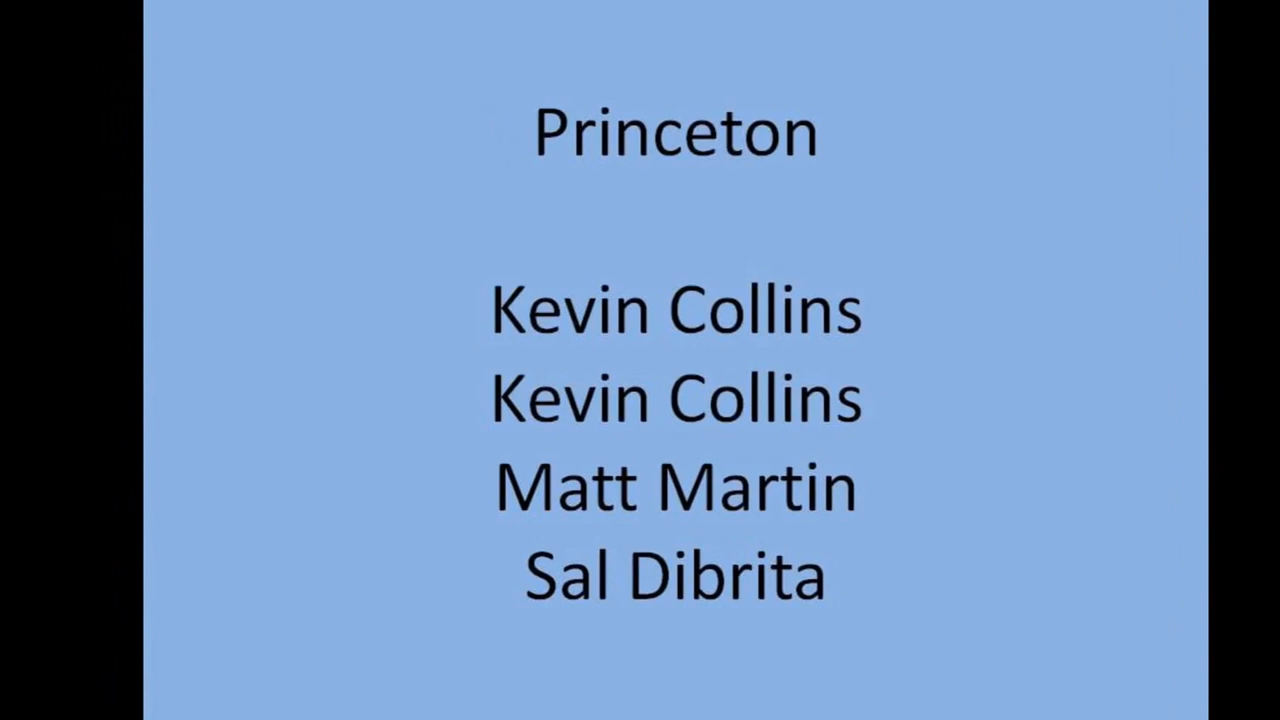 Princeton
Kevin Collins
Kevin Collins
Matt Martin
Sal Dibrita